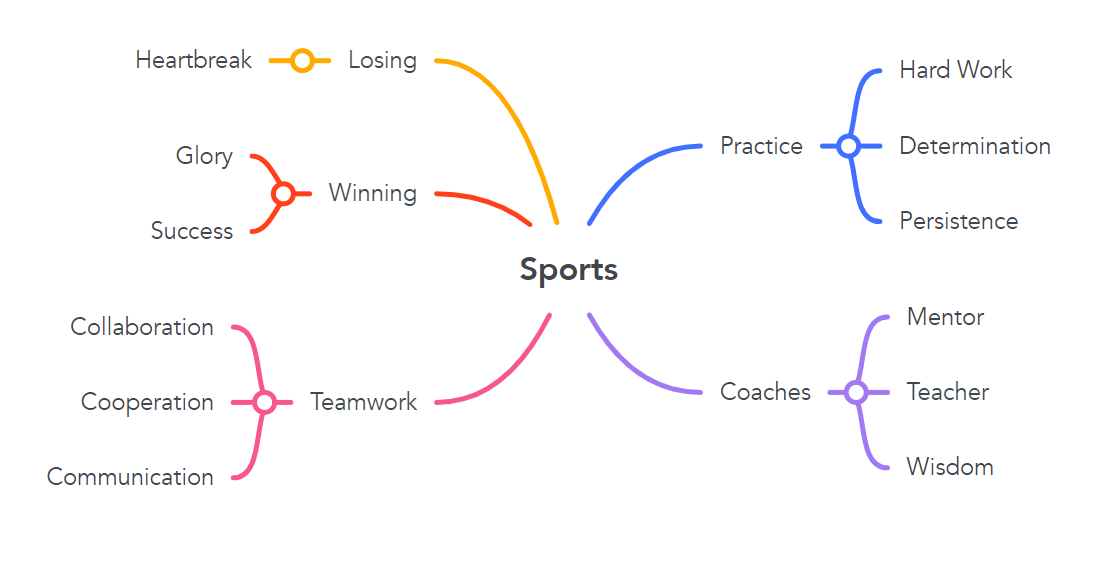 Sports
Practice
Hard Work
Determination
Persistence
Coaches
Mentor
Teacher
Wisdom
Teamwork
Collaboration
Cooperation
Communication
Winning
Glory
Success
Losing
Heartbreak